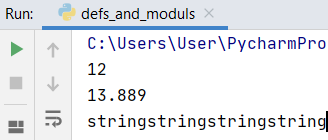 Run: defs_and_moduls ×
C:\Users\User\PycharmPro
12
13.889
stringstringstringstring